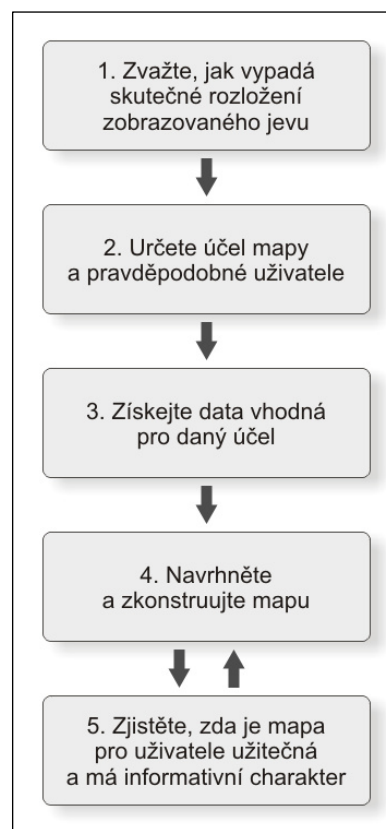 1. Zvažte, jak vypadá
skutečné rozložení
zobrazovaného jevu
2. Určete účel mapy
a pravděpodobné uživatele
3. Získejte data vhodná
pro daný účel
4. Navrhněte
a zkonstruujte mapu
5. Zjistěte, zda je mapa
pro uživatele užitečná
a má informativní charakter